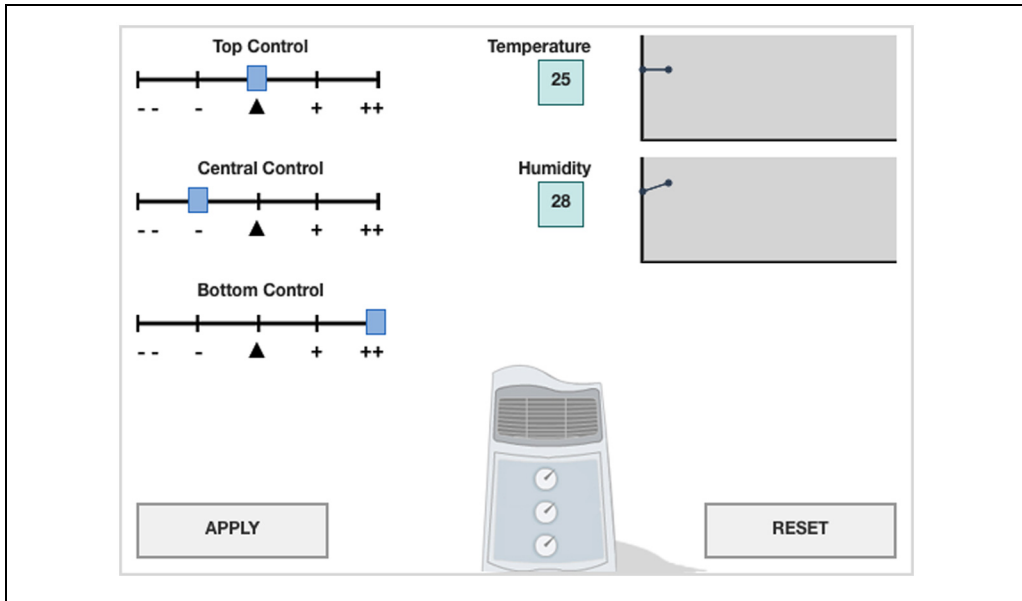 Top Control
- - - ▲ + ++
Temperature
25
Central Control
- - - ▲ + ++
Humidity
28
Bottom Control
- - - ▲ + ++
APPLY
RESET